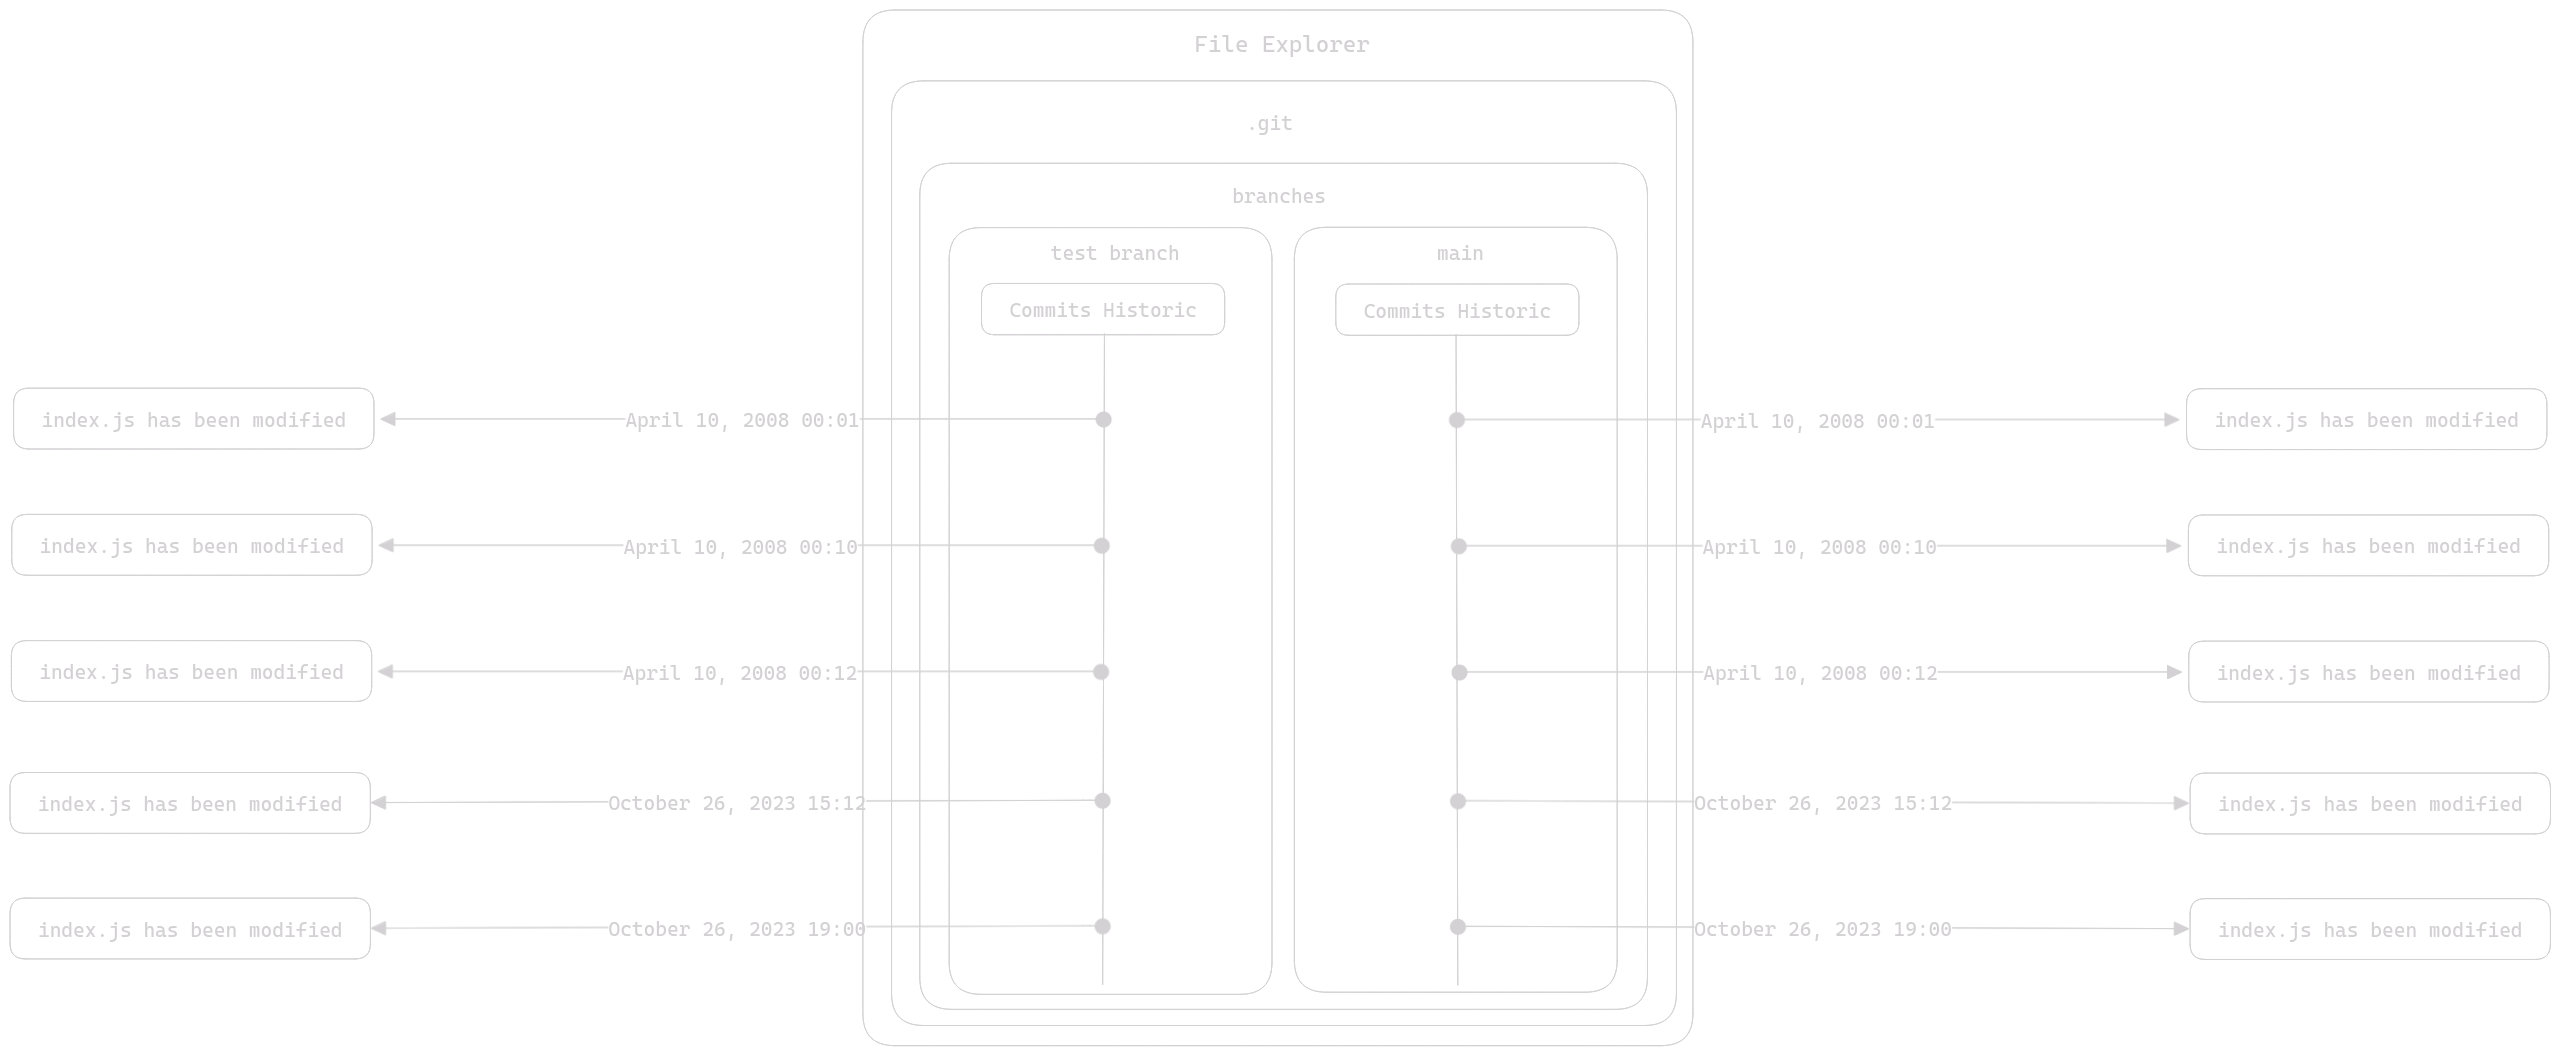 File Explorer
.git
branches
test branch
main
Commits Historic
Commits Historic
index.js has been modified
April 10, 2008 00:01
April 10, 2008 00:01
index.js has been modified
index.js has been modified
April 10, 2008 00:10
April 10, 2008 00:10
index.js has been modified
index.js has been modified
April 10, 2008 00:12
April 10, 2008 00:12
index.js has been modified
index.js has been modified
October 26, 2023 15:12
October 26, 2023 15:12
index.js has been modified
index.js has been modified
October 26, 2023 19:00
October 26, 2023 19:00
index.js has been modified